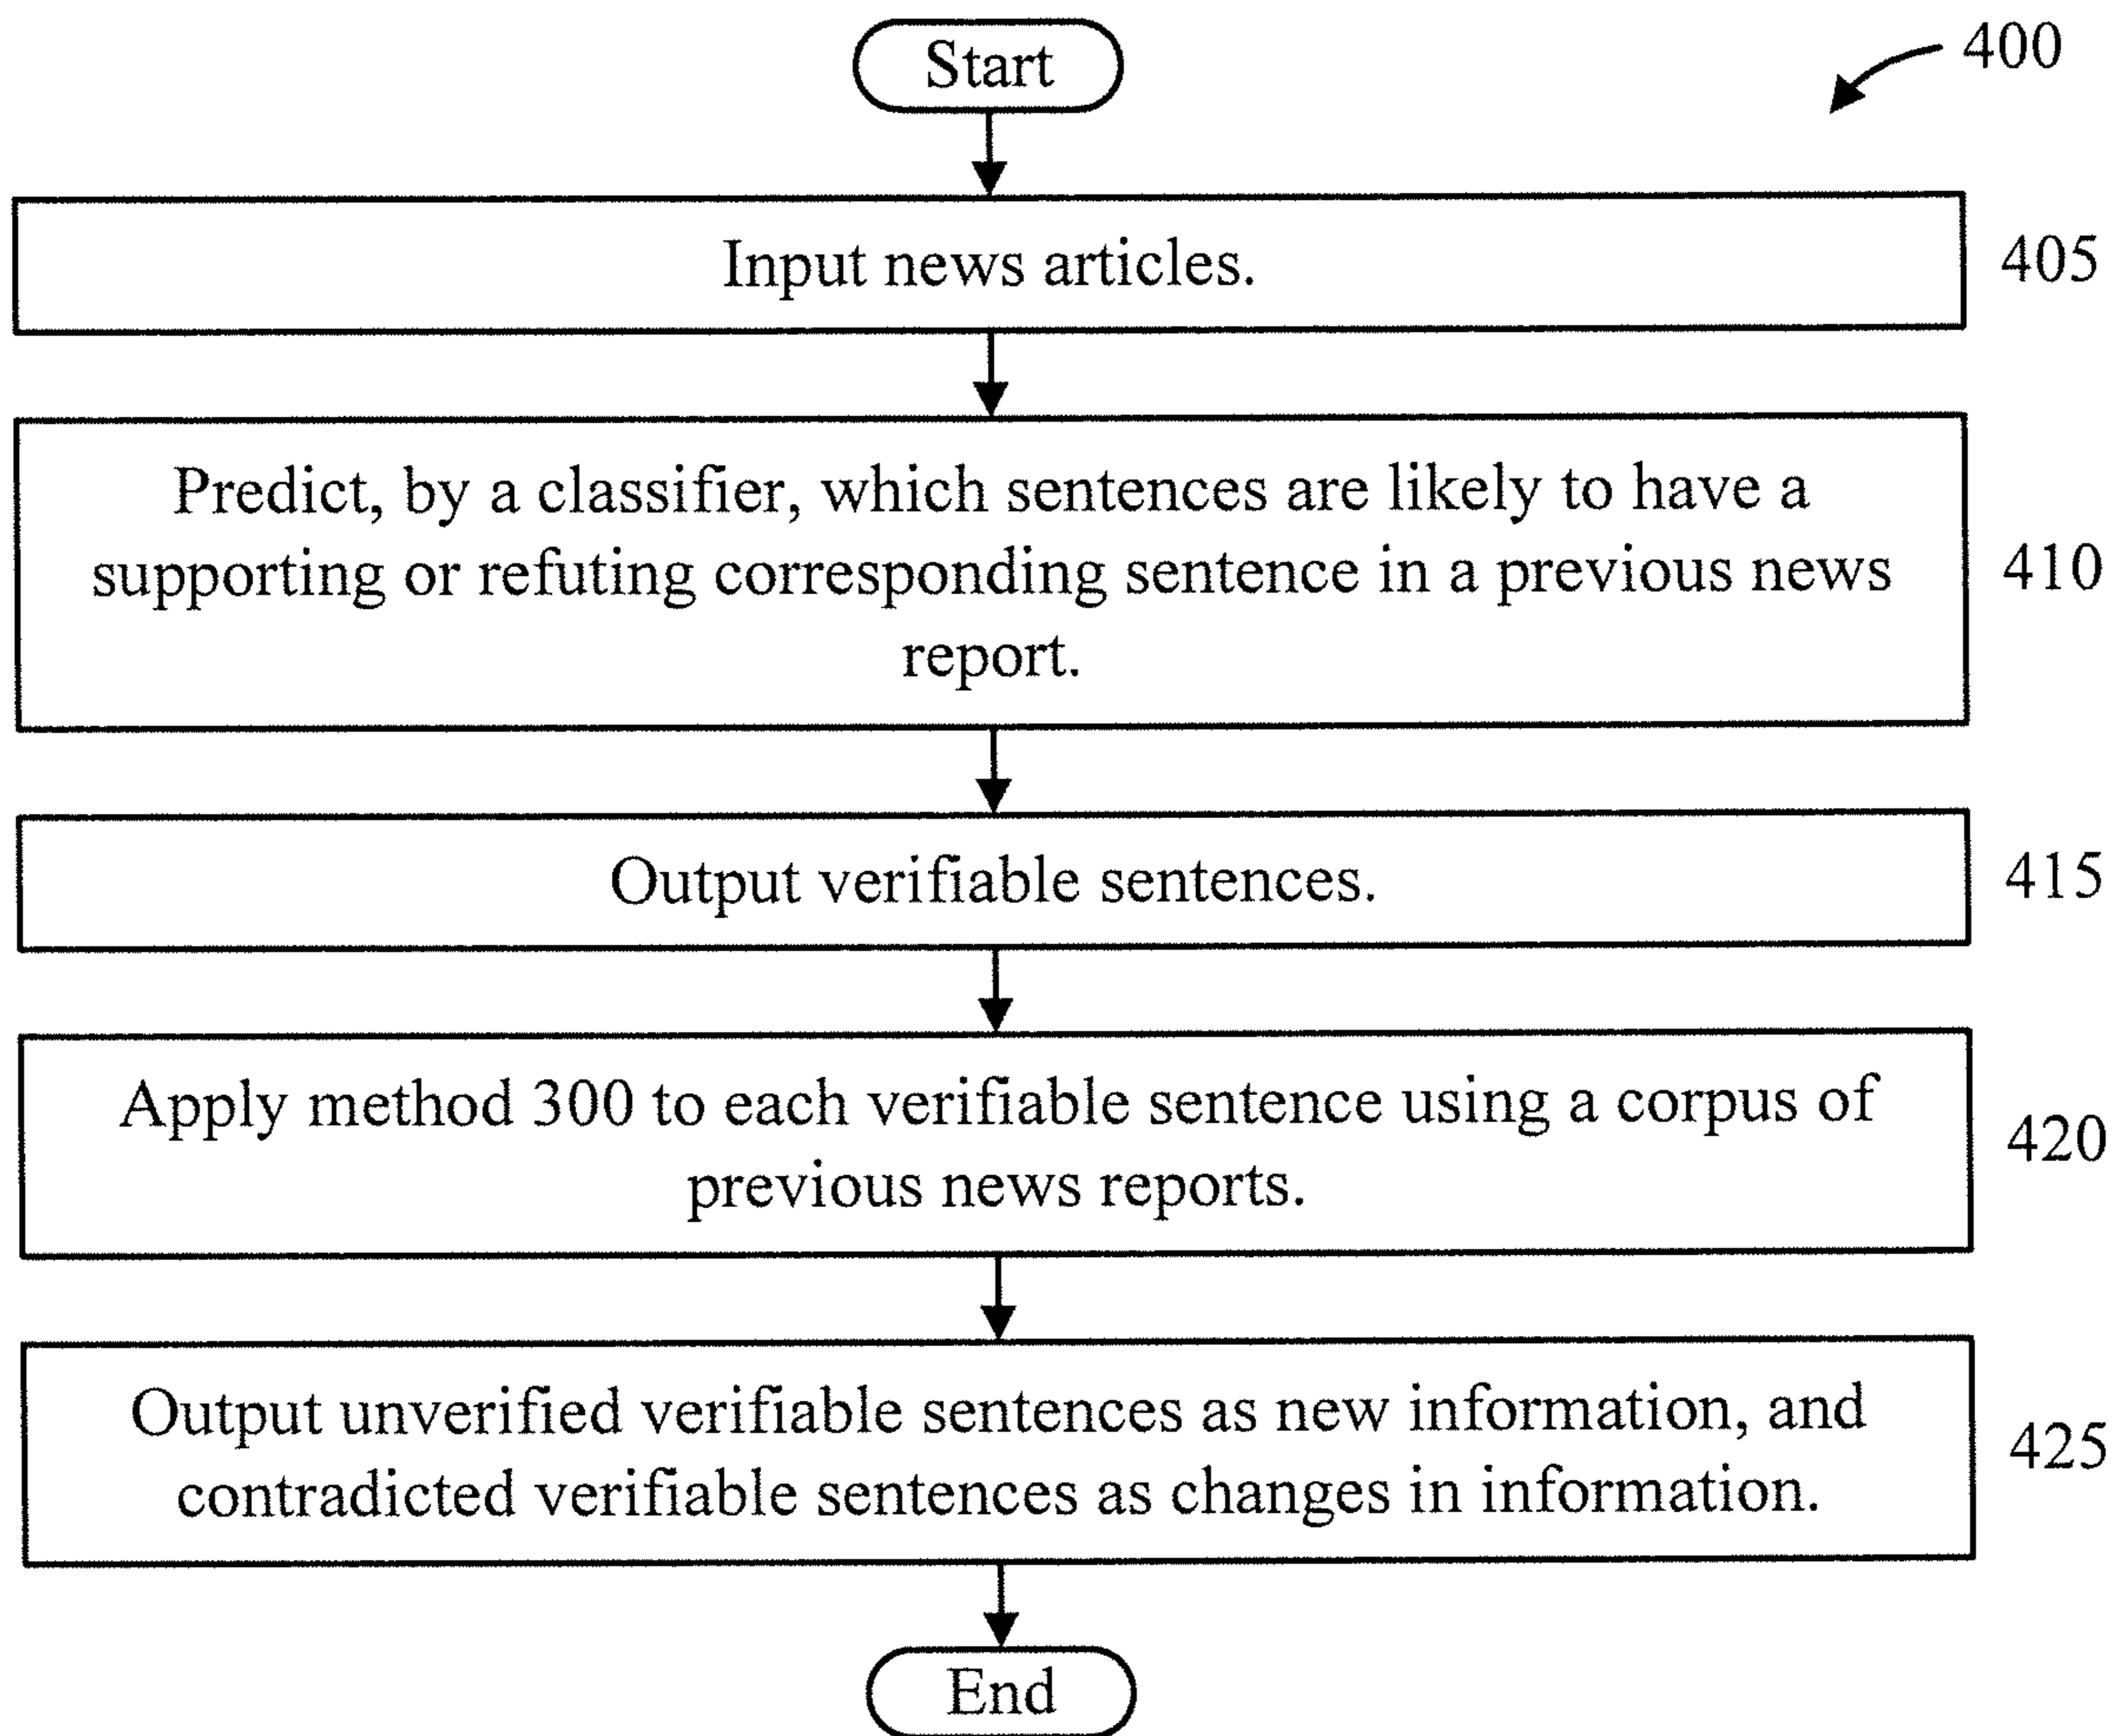 Start
400
Input news articles.
405
Predict, by a classifier, which sentences are likely to have a
supporting or refuting corresponding sentence in a previous news
report.
410
Output verifiable sentences.
415
Apply method 300 to each verifiable sentence using a corpus of
previous news reports.
420
Output unverified verifiable sentences as new information, and
contradicted verifiable sentences as changes in information.
425
End